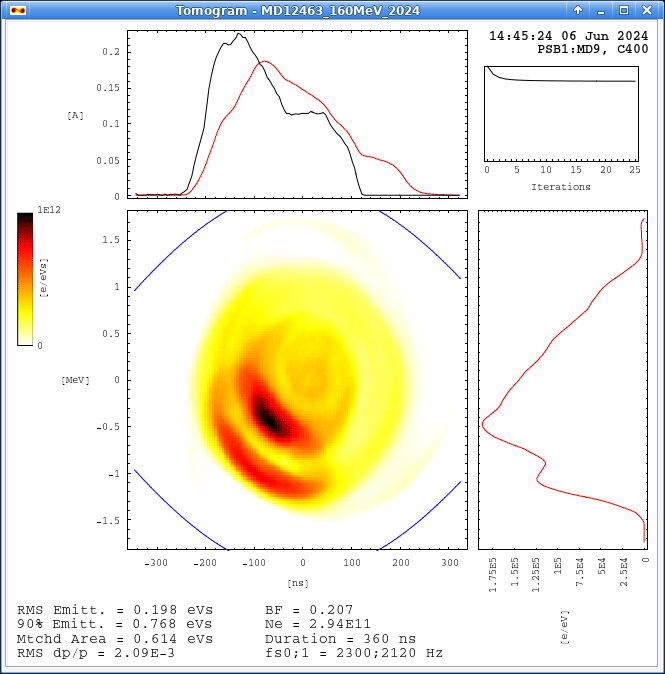 Tomogram - MD12463_160MeV_2024
14:45:24 06 Jun 2024
PSB1:MD9, C400
0.2
0.15
[A]
0.1
0.05
0
0 5 10 15 20 25
Iterations
1E12
[e/eVs]
0
1.5
1
0.5
[MeV]
0
-0.5
-1
-1.5
-300 -200 -100 0 100 200 300
[ns]
1.75E5 1.5E5 1.25E5 1E5 7.5E4 5E4 2.5E4 0
[e/eV]
RMS Emitt. = 0.198 eVs BF = 0.207
90% Emitt. = 0.768 eVs Ne = 2.94E11
Mtchd Area = 0.614 eVs Duration = 360 ns
RMS dp/p = 2.09E-3 fs0;1 = 2300;2120 Hz